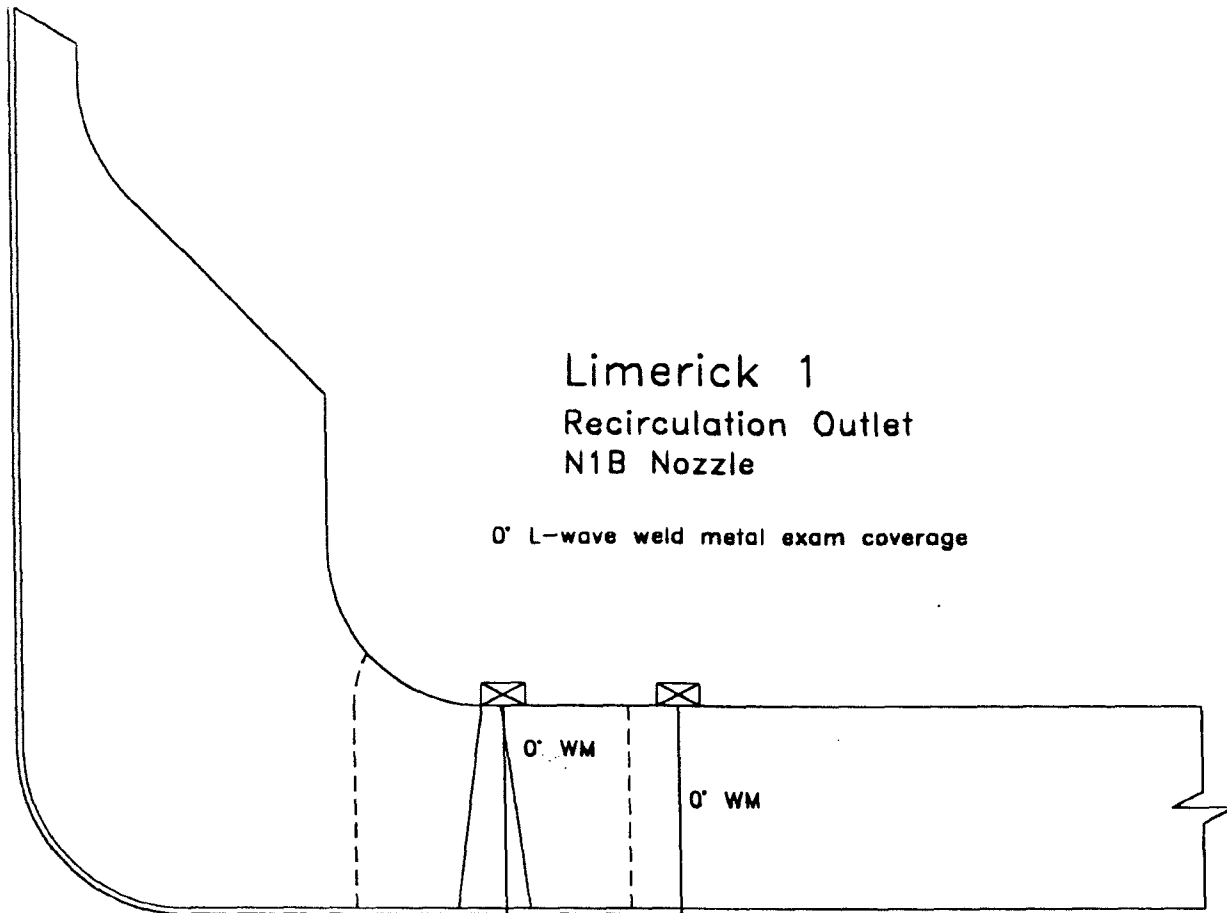 Limerick 1
Recirculation Outlet
N1B Nozzle
0° L-wave weld metal exam coverage
0° WM
0° WM